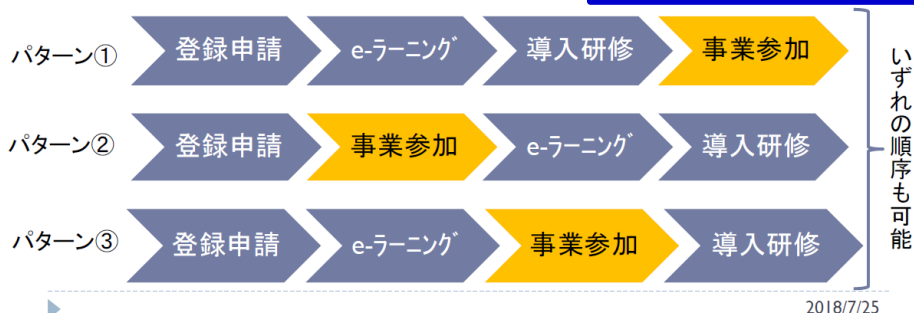 パターン① 登録申請 e-ラーニング 導入研修 事業参加
パターン② 登録申請 事業参加 e-ラーニング 導入研修
パターン③ 登録申請 e-ラーニング 事業参加 導入研修
いずれの順序も可能
2018/7/25